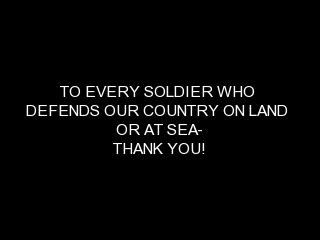 TO EVERY SOLDIER WHO
DEFENDS OUR COUNTRY ON LAND
OR AT SEA-
THANK YOU!